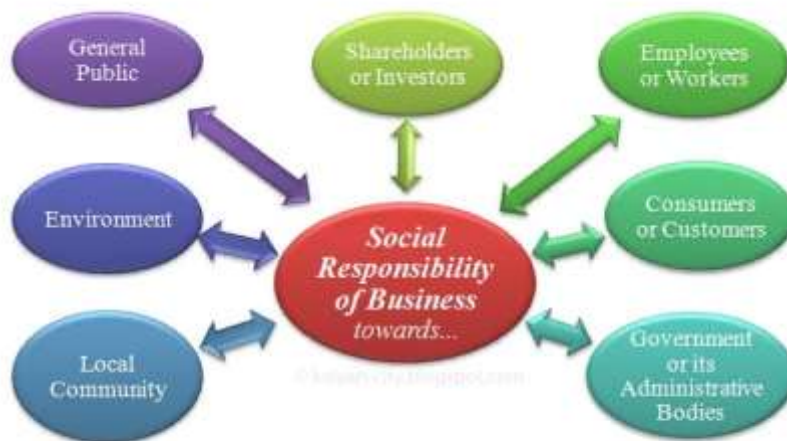 General
Public
Shareholders
or Investors
Employees
or Workers
Environment
Social
Responsibility
of Business
towards...
Consumers
or Customers
Local
Community
Government
or its
Administrative
Bodies